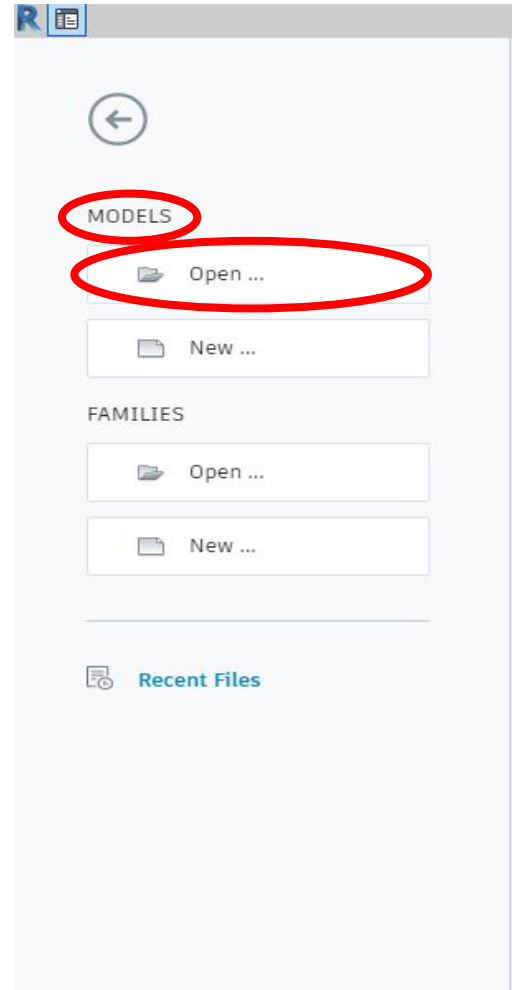 R
MODELS
Open ...
New ...
FAMILIES
Open ...
New ...
Recent Files